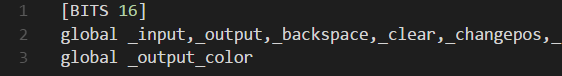 1 [BITS 16]
2 global _input,_output,_backspace,_clear,_changepos,_
3 global _output_color